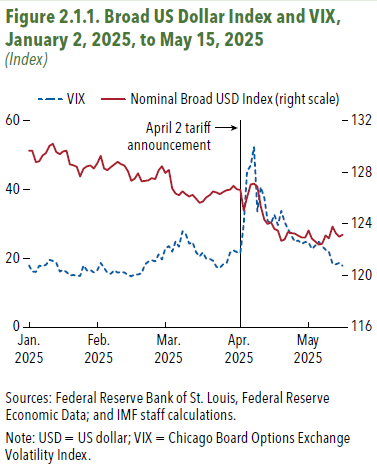 Figure 2.1.1. Broad US Dollar Index and VIX,
January 2, 2025, to May 15, 2025
(Index)
VIX
Nominal Broad USD Index (right scale)
60
132
April 2 tariff
announcement
40
128
124
20
120
0
116
Jan.
2025
Feb.
2025
Mar.
2025
Apr.
2025
May
2025
Sources: Federal Reserve Bank of St. Louis, Federal Reserve
Economic Data; and IMF staff calculations.
Note: USD = US dollar; VIX = Chicago Board Options Exchange
Volatility Index.